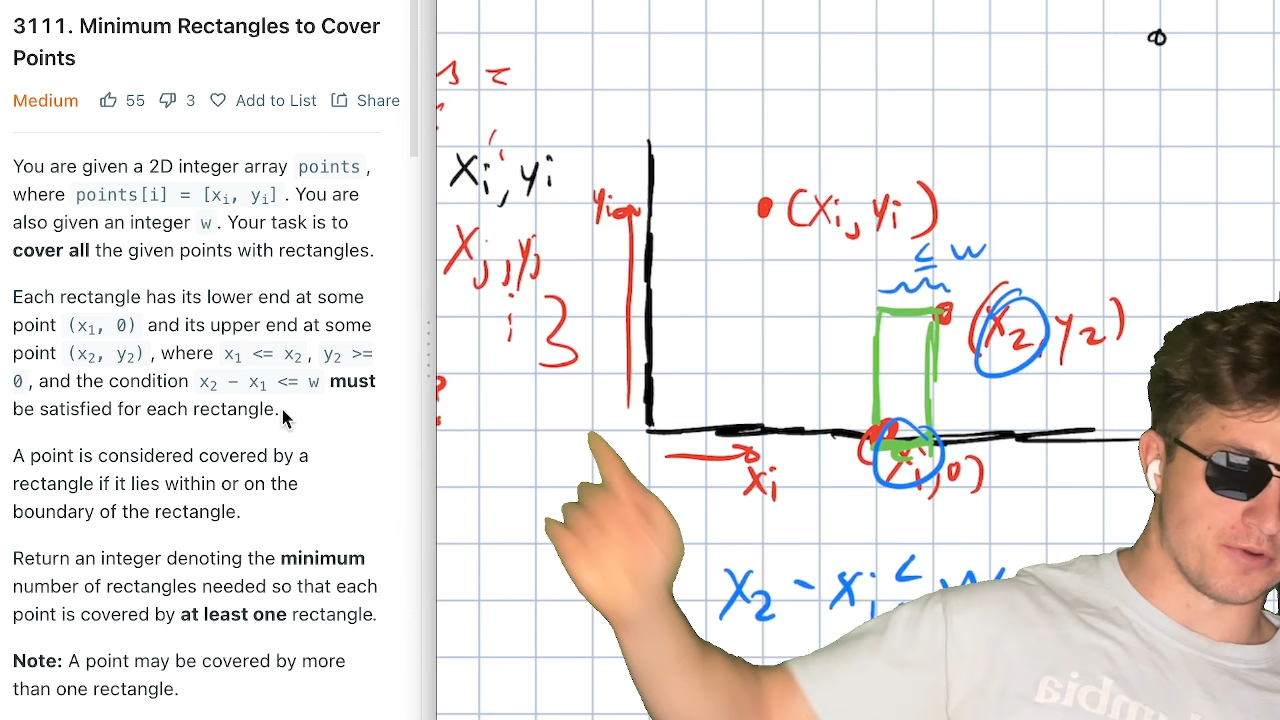 3111. Minimum Rectangles to Cover
Points
Medium 55 3 Add to List Share
You are given a 2D integer array points,
where points[i] = [xi, yi]. You are
also given an integer w. Your task is to
cover all the given points with rectangles.
Each rectangle has its lower end at some
point (x1, 0) and its upper end at some
point (x2, y2), where x1 <= x2, y2 >=
0, and the condition x2 - x1 <= w must
be satisfied for each rectangle.
A point is considered covered by a
rectangle if it lies within or on the
boundary of the rectangle.
Return an integer denoting the minimum
number of rectangles needed so that each
point is covered by at least one rectangle.
Note: A point may be covered by more
than one rectangle.
xi, yi
xj, yj
yi
(xi, yi)
≤ w
(x2, y2)
xi
(xi, 0)